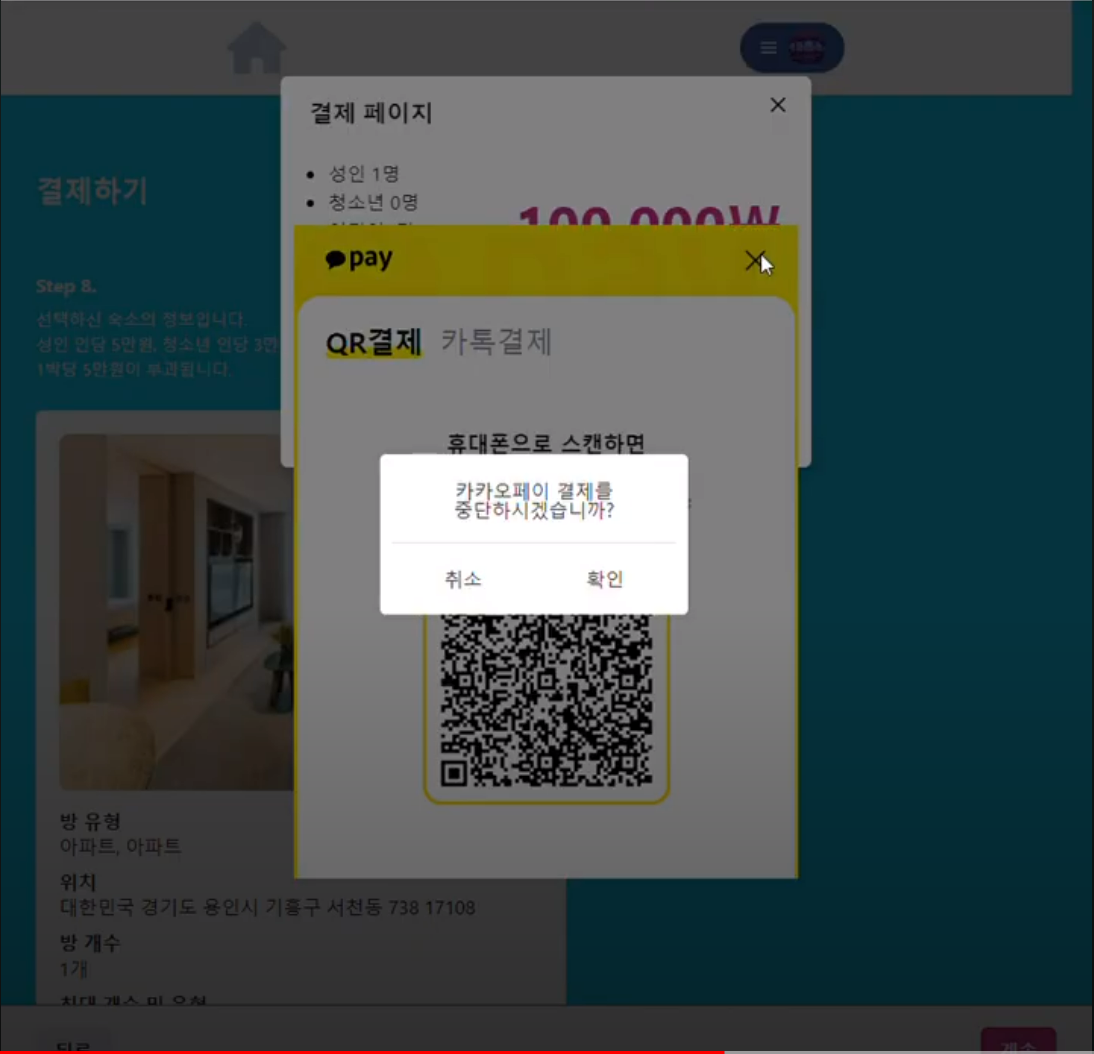 결제 페이지
성인 1명
청소년 0명
100,000₩
결제하기
Step 8.
선택하신 숙소의 정보입니다.
성인 인당 5만원, 청소년 인당 3만
1박당 5만원이 부과됩니다.
pay
QR결제 카톡결제
휴대폰으로 스캔하면
카카오페이 결제를
중단하시겠습니까?
취소 확인
방 유형
아파트, 아파트
위치
대한민국 경기도 용인시 기흥구 서천동 738 17108
방 개수
1개
최대 개수 및 유형
뒤로 계속